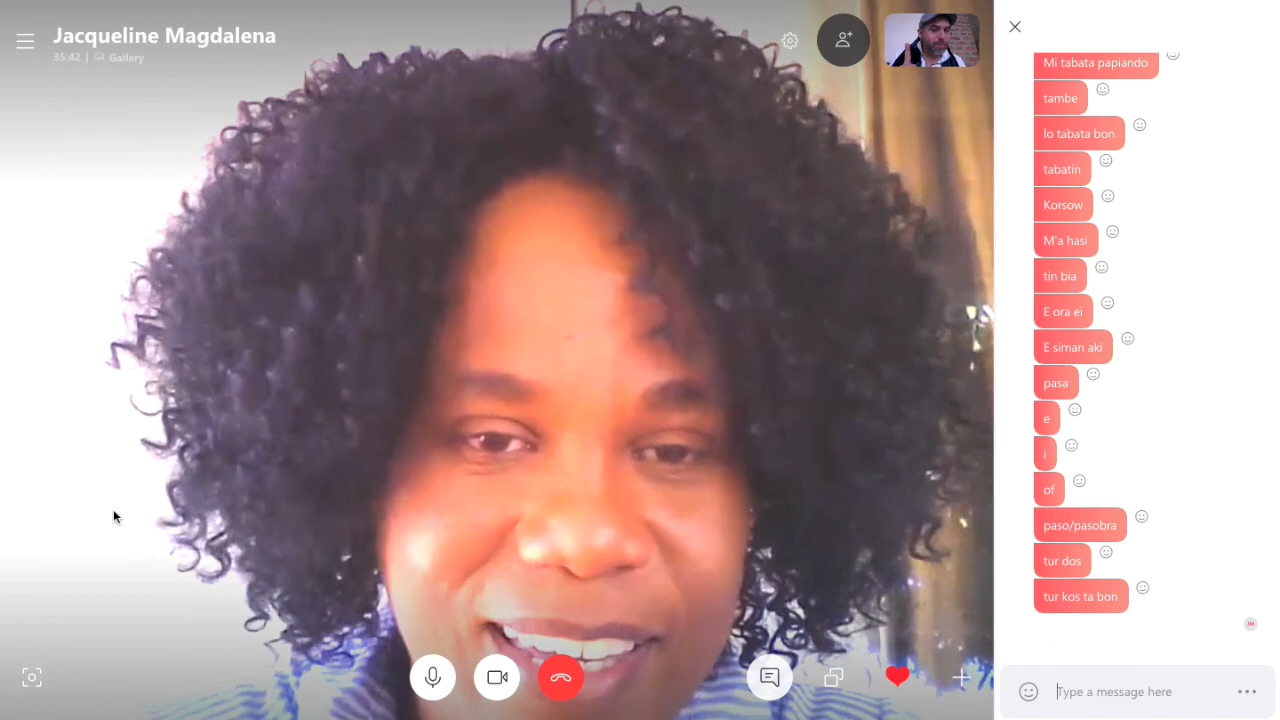 Jacqueline Magdalena
35:42 | Gallery
Mi tabata papiando
tambe
lo tabata bon
tabatin
Korsow
M'a hasi
tin bia
E ora ei
E siman aki
pasa
e
i
of
paso/pasobra
tur dos
tur kos ta bon
Type a message here